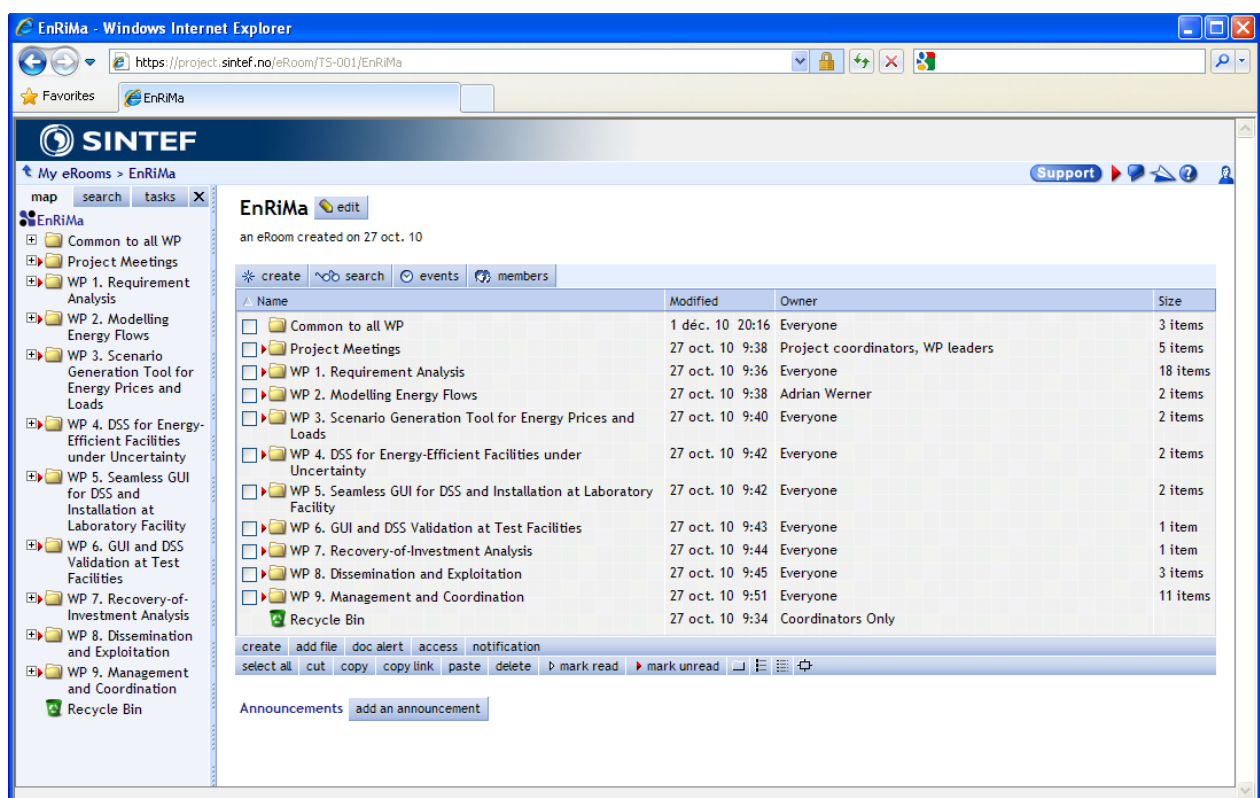 EnRiMa - Windows Internet Explorer
https://project.sintef.no/eRoom/TS-001/EnRiMa
Favorites
EnRiMa
SINTEF
My eRooms > EnRiMa
Support
map search tasks X
EnRiMa
Common to all WP
Project Meetings
WP 1. Requirement
Analysis
WP 2. Modelling
Energy Flows
WP 3. Scenario
Generation Tool for
Energy Prices and
Loads
WP 4. DSS for Energy-
Efficient Facilities
under Uncertainty
WP 5. Seamless GUI
for DSS and
Installation at
Laboratory Facility
WP 6. GUI and DSS
Validation at Test
Facilities
WP 7. Recovery-of-
Investment Analysis
WP 8. Dissemination
and Exploitation
WP 9. Management
and Coordination
Recycle Bin
EnRiMa edit
an eRoom created on 27 oct. 10
create search events members
Name Modified Owner Size
Common to all WP 1 déc. 10 20:16 Everyone 3 items
Project Meetings 27 oct. 10 9:38 Project coordinators, WP leaders 5 items
WP 1. Requirement Analysis 27 oct. 10 9:36 Everyone 18 items
WP 2. Modelling Energy Flows 27 oct. 10 9:38 Adrian Werner 2 items
WP 3. Scenario Generation Tool for Energy Prices and 27 oct. 10 9:40 Everyone 2 items
Loads
WP 4. DSS for Energy-Efficient Facilities under 27 oct. 10 9:42 Everyone 2 items
Uncertainty
WP 5. Seamless GUI for DSS and Installation at Laboratory 27 oct. 10 9:42 Everyone 2 items
Facility
WP 6. GUI and DSS Validation at Test Facilities 27 oct. 10 9:43 Everyone 1 item
WP 7. Recovery-of-Investment Analysis 27 oct. 10 9:44 Everyone 1 item
WP 8. Dissemination and Exploitation 27 oct. 10 9:45 Everyone 3 items
WP 9. Management and Coordination 27 oct. 10 9:51 Everyone 11 items
Recycle Bin 27 oct. 10 9:34 Coordinators Only
create add file doc alert access notification
select all cut copy copy link paste delete mark read mark unread
Announcements add an announcement